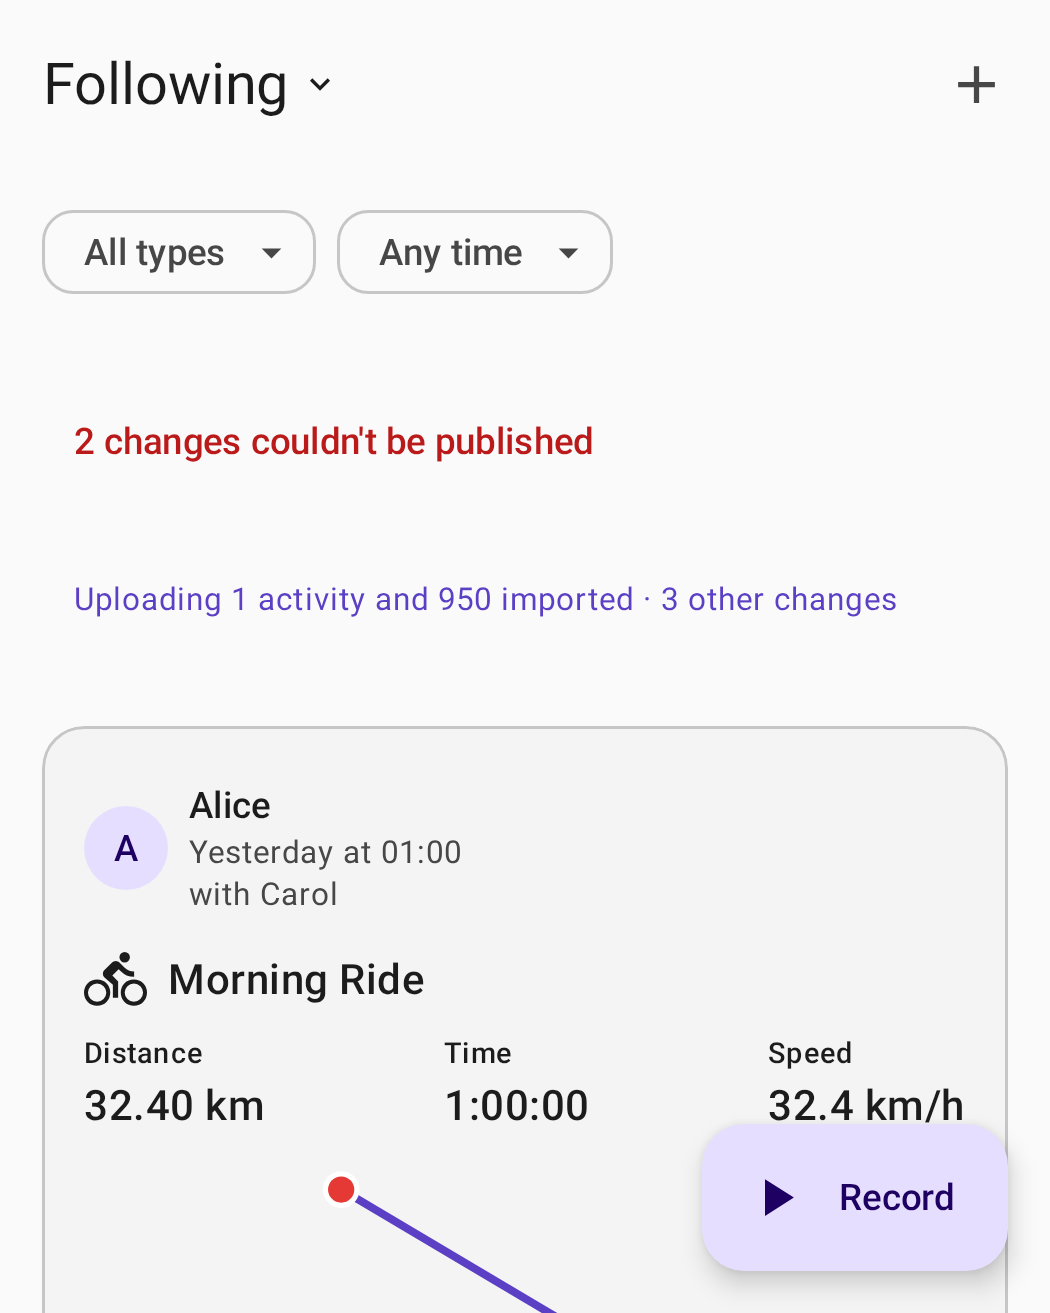 Following
All types
Any time
2 changes couldn't be published
Uploading 1 activity and 950 imported · 3 other changes
A
Alice
Yesterday at 01:00
with Carol
Morning Ride
Distance
Time
Speed
32.40 km
1:00:00
32.4 km/h
Record